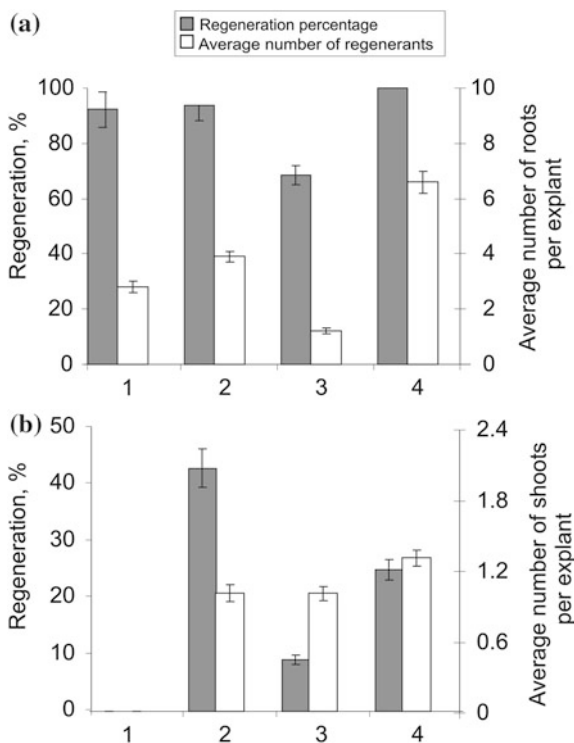 (a)
Regeneration percentage
Average number of regenerants
Regeneration, %
100
80
60
40
20
0
10
8
6
4
2
0
Average number of roots
per explant
1 2 3 4
(b)
Regeneration, %
50
40
30
20
10
0
2.4
1.8
1.2
0.6
0
Average number of shoots
per explant
1 2 3 4